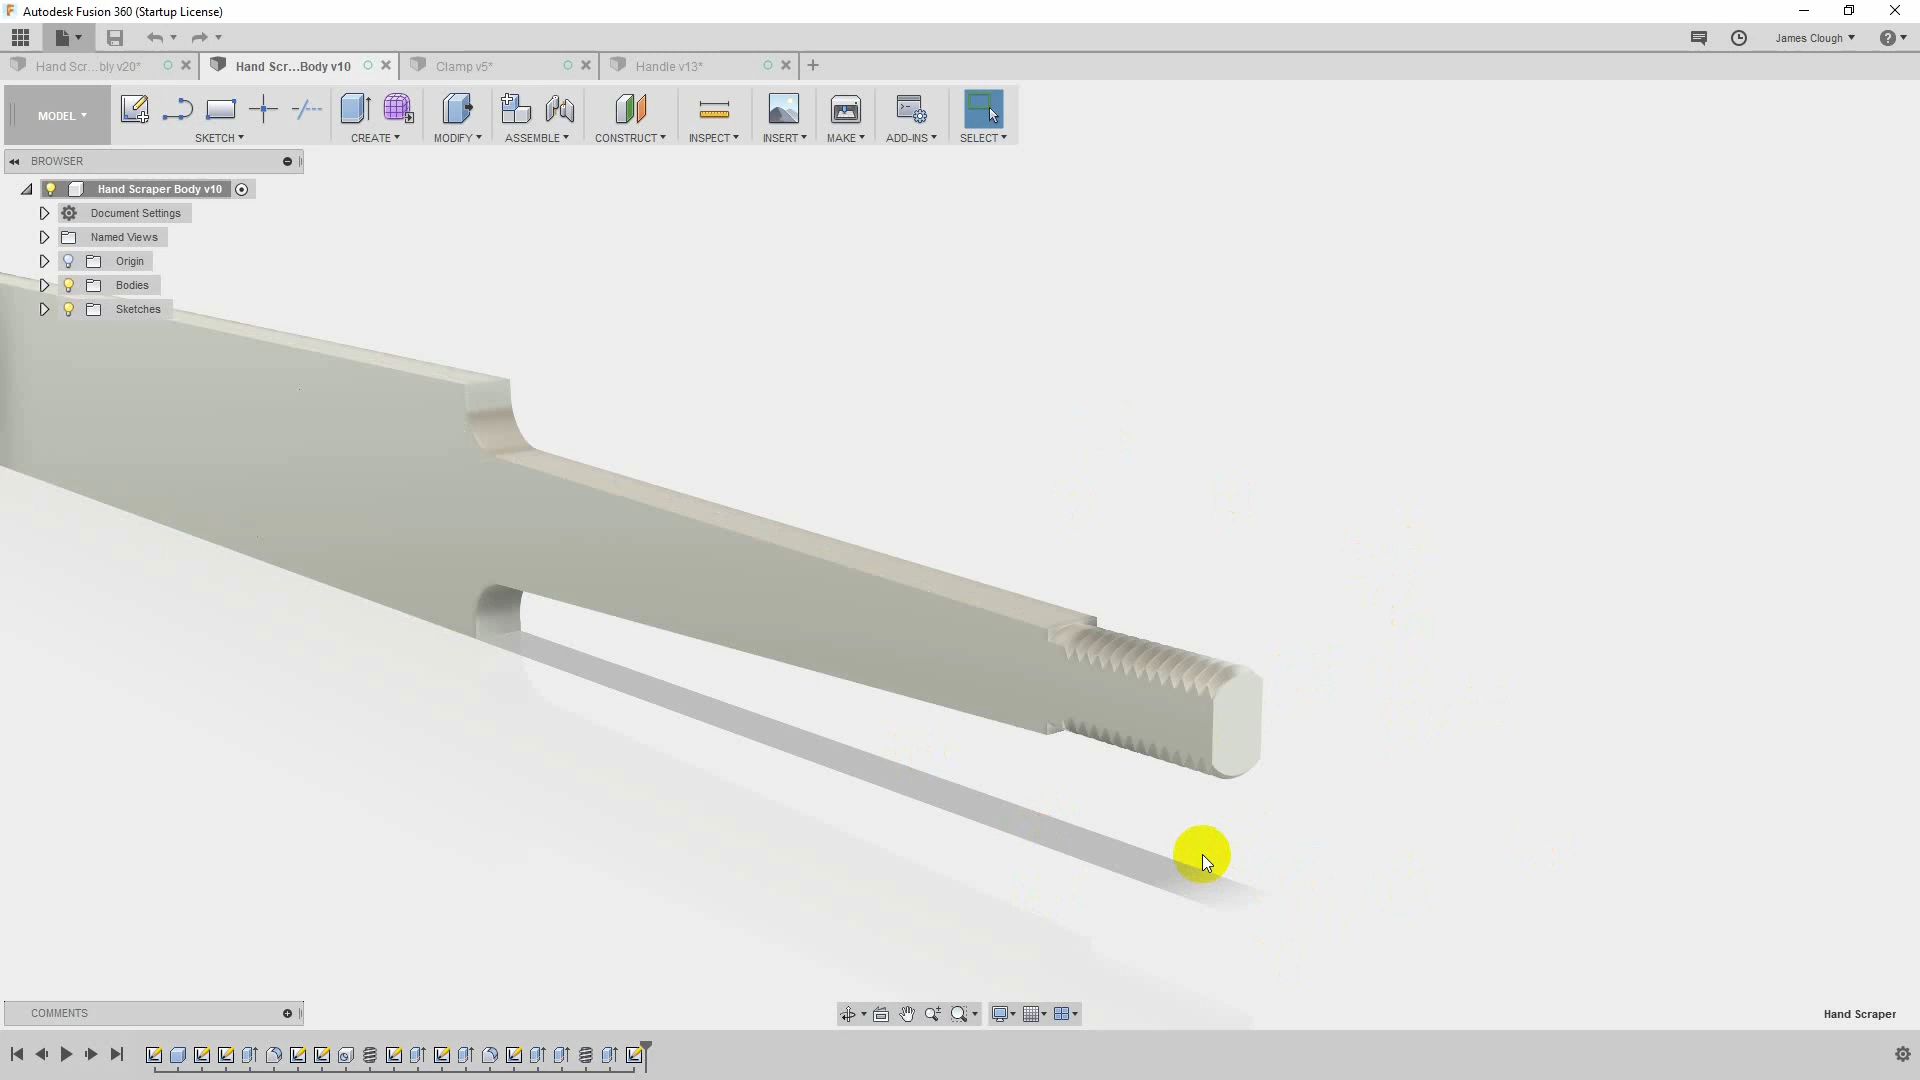 Autodesk Fusion 360 (Startup License)
James Clough
Hand Scr...bly v20*
Hand Scr...Body v10
Clamp v5*
Handle v13*
MODEL
SKETCH
CREATE
MODIFY
ASSEMBLE
CONSTRUCT
INSPECT
INSERT
MAKE
ADD-INS
SELECT
BROWSER
Hand Scraper Body v10
Document Settings
Named Views
Origin
Bodies
Sketches
COMMENTS
Hand Scraper